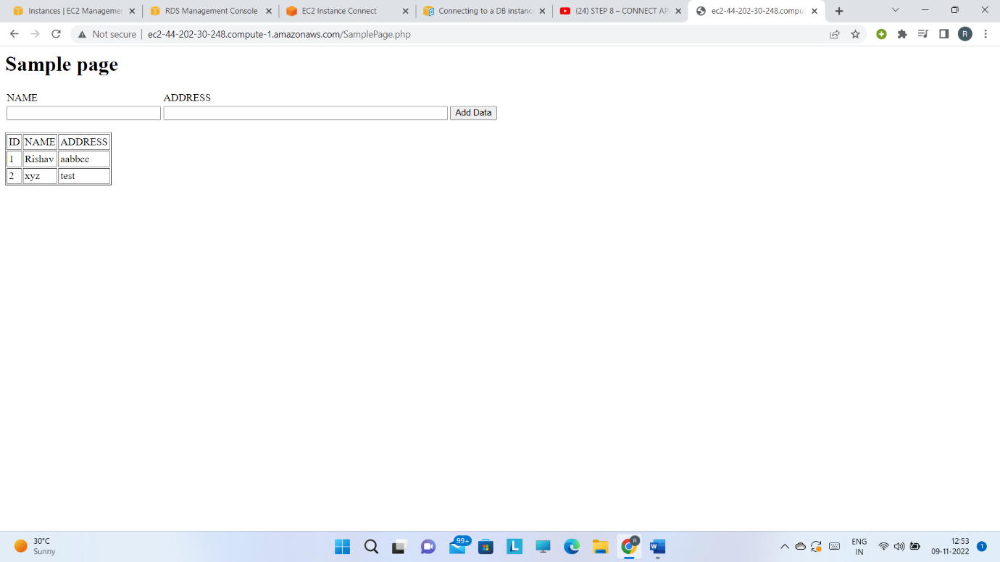 Instances | EC2 Managemen
RDS Management Console
EC2 Instance Connect
Connecting to a DB instance
(24) STEP 8 – CONNECT AP
ec2-44-202-30-248.comput
Not secure
ec2-44-202-30-248.compute-1.amazonaws.com/SamplePage.php
R
Sample page
NAME ADDRESS
Add Data
ID NAME ADDRESS
1 Rishav aabbcc
2 xyz test
30°C
Sunny
99+
L
R
W
ENG
IN
12:53
09-11-2022
1